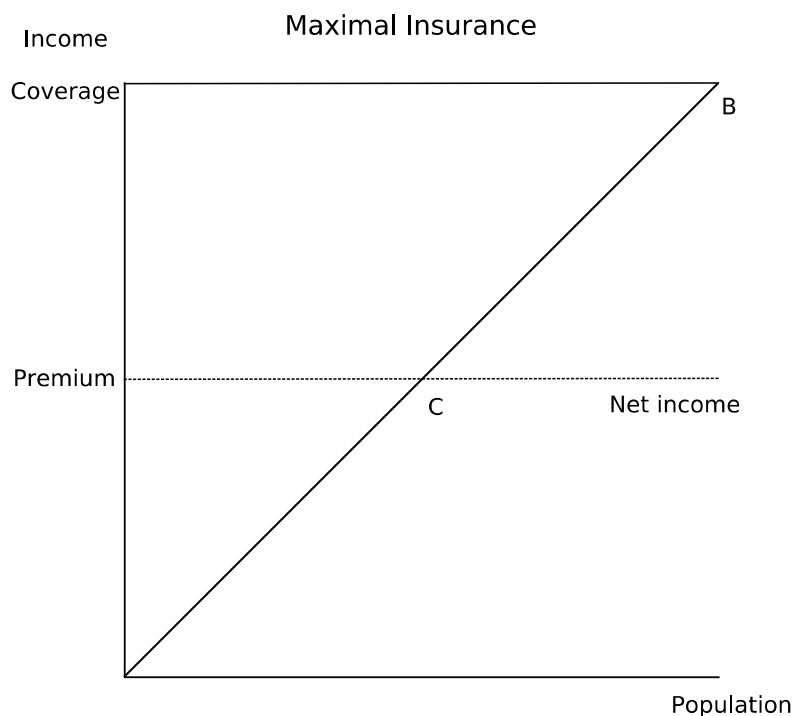 Maximal Insurance
Income
Coverage
B
Premium
C
Net income
Population